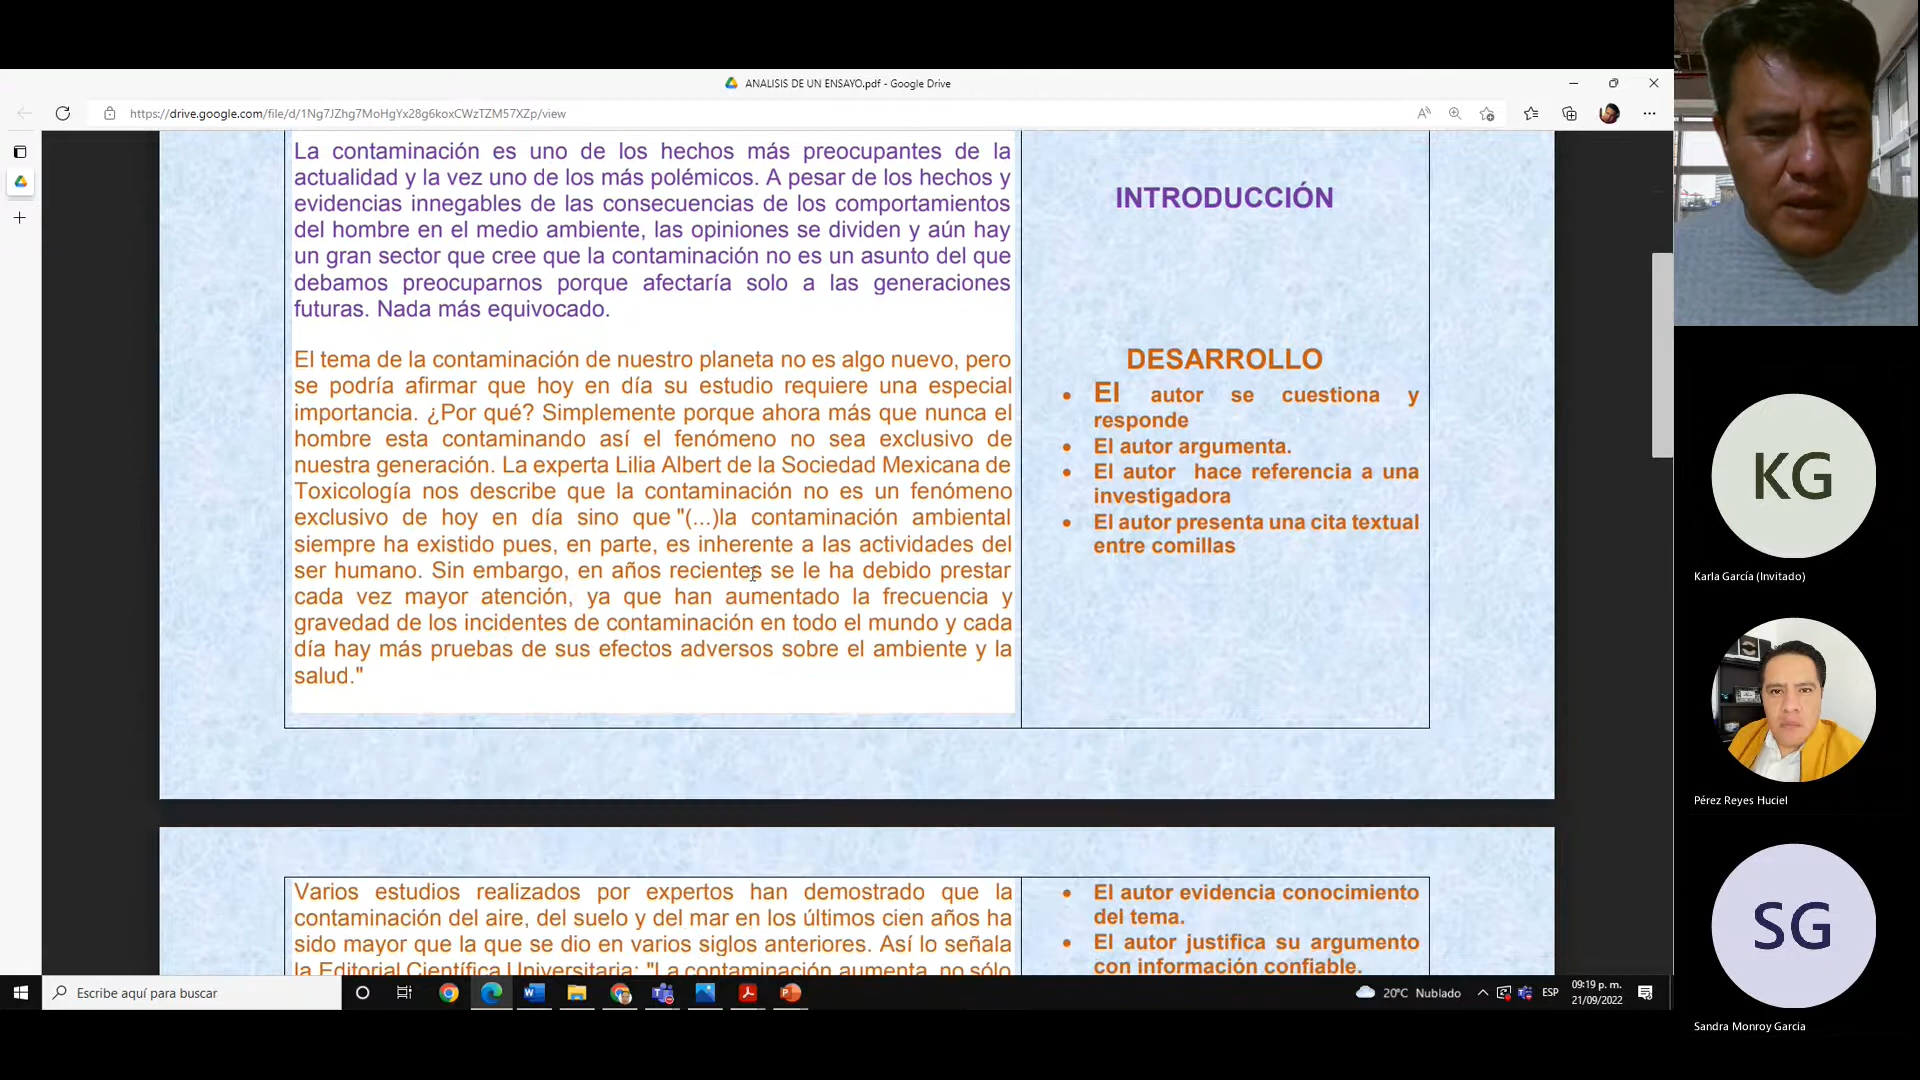 ANALISIS DE UN ENSAYO.pdf - Google Drive
https://drive.google.com/file/d/1Ng7JZhg7MoHgYx28g6koxCWzTZM57XZp/view
La contaminación es uno de los hechos más preocupantes de la
actualidad y la vez uno de los más polémicos. A pesar de los hechos y
evidencias innegables de las consecuencias de los comportamientos
del hombre en el medio ambiente, las opiniones se dividen y aún hay
un gran sector que cree que la contaminación no es un asunto del que
debamos preocuparnos porque afectaría solo a las generaciones
futuras. Nada más equivocado.
El tema de la contaminación de nuestro planeta no es algo nuevo, pero
se podría afirmar que hoy en día su estudio requiere una especial
importancia. ¿Por qué? Simplemente porque ahora más que nunca el
hombre esta contaminando así el fenómeno no sea exclusivo de
nuestra generación. La experta Lilia Albert de la Sociedad Mexicana de
Toxicología nos describe que la contaminación no es un fenómeno
exclusivo de hoy en día sino que "(...)la contaminación ambiental
siempre ha existido pues, en parte, es inherente a las actividades del
ser humano. Sin embargo, en años recientes se le ha debido prestar
cada vez mayor atención, ya que han aumentado la frecuencia y
gravedad de los incidentes de contaminación en todo el mundo y cada
día hay más pruebas de sus efectos adversos sobre el ambiente y la
salud."
INTRODUCCIÓN
DESARROLLO
• El autor se cuestiona y
responde
• El autor argumenta.
• El autor hace referencia a una
investigadora
• El autor presenta una cita textual
entre comillas
Varios estudios realizados por expertos han demostrado que la
contaminación del aire, del suelo y del mar en los últimos cien años ha
sido mayor que la que se dio en varios siglos anteriores. Así lo señala
la Editorial Científica Universitaria: "La contaminación aumenta, no sólo
• El autor evidencia conocimiento
del tema.
• El autor justifica su argumento
con información confiable.
Escribe aquí para buscar
20°C Nublado
ESP
09:19 p. m.
21/09/2022
KG
Karla García (Invitado)
Pérez Reyes Huciel
SG
Sandra Monroy Garcia